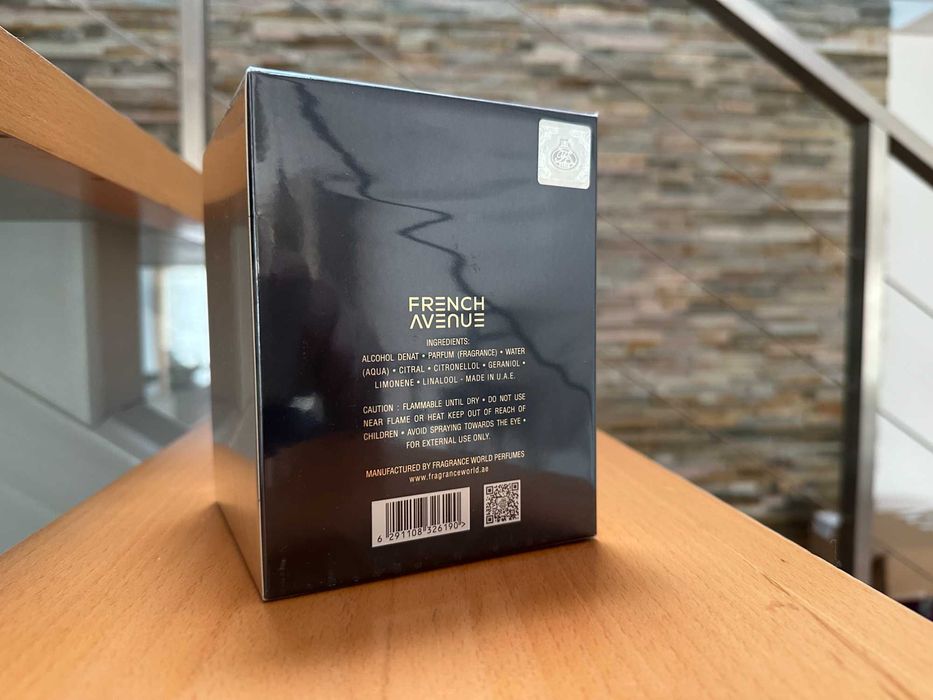 FRENCH
AVENUE
INGREDIENTS:
ALCOHOL DENAT • PARFUM (FRAGRANCE) • WATER
(AQUA) • CITRAL • CITRONELLOL • GERANIOL •
LIMONENE • LINALOOL - MADE IN U.A.E.
CAUTION : FLAMMABLE UNTIL DRY • DO NOT USE
NEAR FLAME OR HEAT KEEP OUT OF REACH OF
CHILDREN • AVOID SPRAYING TOWARDS THE EYE •
FOR EXTERNAL USE ONLY.
MANUFACTURED BY FRAGRANCE WORLD PERFUMES
www.fragranceworld.ae
6 291108 326190 >